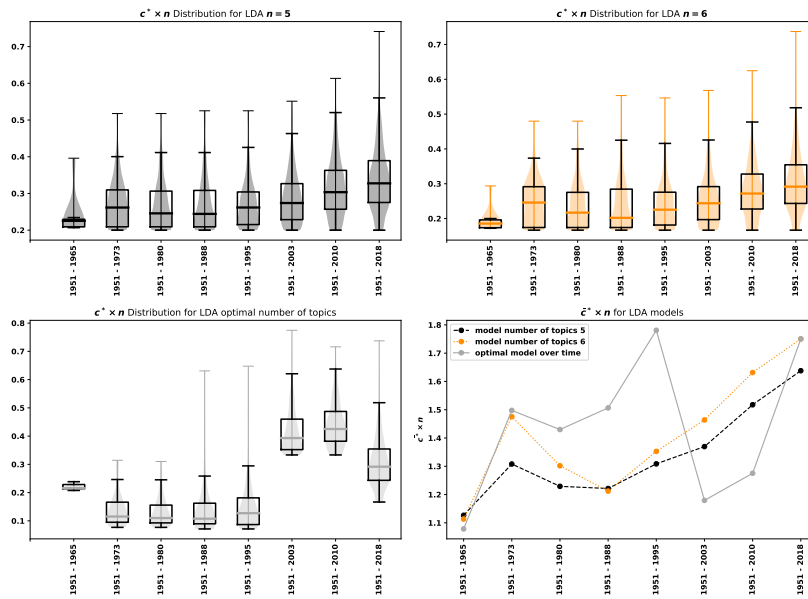 c* × n Distribution for LDA n = 5
0.7
0.6
0.5
0.4
0.3
0.2
1951 - 1965
1951 - 1973
1951 - 1980
1951 - 1988
1951 - 1995
1951 - 2003
1951 - 2010
1951 - 2018
c* × n Distribution for LDA n = 6
0.7
0.6
0.5
0.4
0.3
0.2
1951 - 1965
1951 - 1973
1951 - 1980
1951 - 1988
1951 - 1995
1951 - 2003
1951 - 2010
1951 - 2018
c* × n Distribution for LDA optimal number of topics
0.8
0.7
0.6
0.5
0.4
0.3
0.2
0.1
1951 - 1965
1951 - 1973
1951 - 1980
1951 - 1988
1951 - 1995
1951 - 2003
1951 - 2010
1951 - 2018
c̄* × n for LDA models
model number of topics 5
model number of topics 6
optimal model over time
c̄* × n
1.8
1.7
1.6
1.5
1.4
1.3
1.2
1.1
1951 - 1965
1951 - 1973
1951 - 1980
1951 - 1988
1951 - 1995
1951 - 2003
1951 - 2010
1951 - 2018